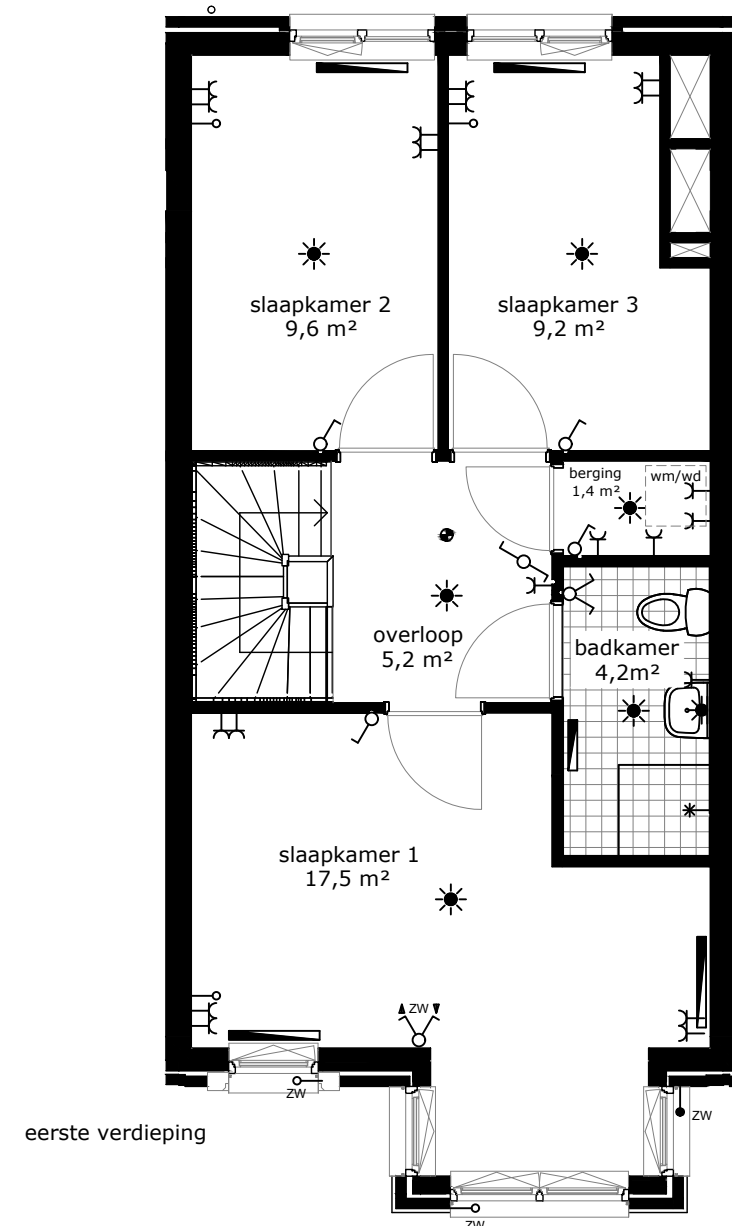 slaapkamer 2
9,6 m²
slaapkamer 3
9,2 m²
berging
1,4 m²
wm/wd
overloop
5,2 m²
badkamer
4,2m²
slaapkamer 1
17,5 m²
ZW
ZW
ZW
eerste verdieping
ZW